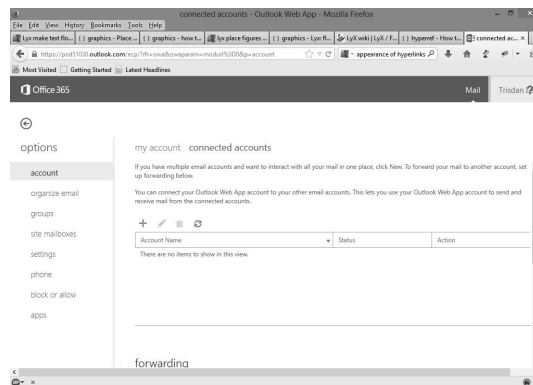 connected accounts - Outlook Web App - Mozilla Firefox
File Edit View History Bookmarks Tools Help
Lyx make text flo... { } graphics - Place ... { } graphics - how t... lyx place figures ... { } graphics - Lyx: fl... LyX wiki | LyX / F... { } hyperref - How t... connected ac... ×
https://pod51030.outlook.com/ecp/?rfr=owa&owaparam=modurl%3D0&p=account
appearance of hyperlinks
Most Visited Getting Started Latest Headlines
Office 365 Mail Trisdan
options
my account connected accounts
account
organize email
groups
site mailboxes
settings
phone
block or allow
apps
If you have multiple email accounts and want to interact with all your mail in one place, click New. To forward your mail to another account, set
up forwarding below.
You can connect your Outlook Web App account to your other email accounts. This lets you use your Outlook Web App account to send and
receive mail from the connected accounts.
Account Name Status Action
There are no items to show in this view.
forwarding